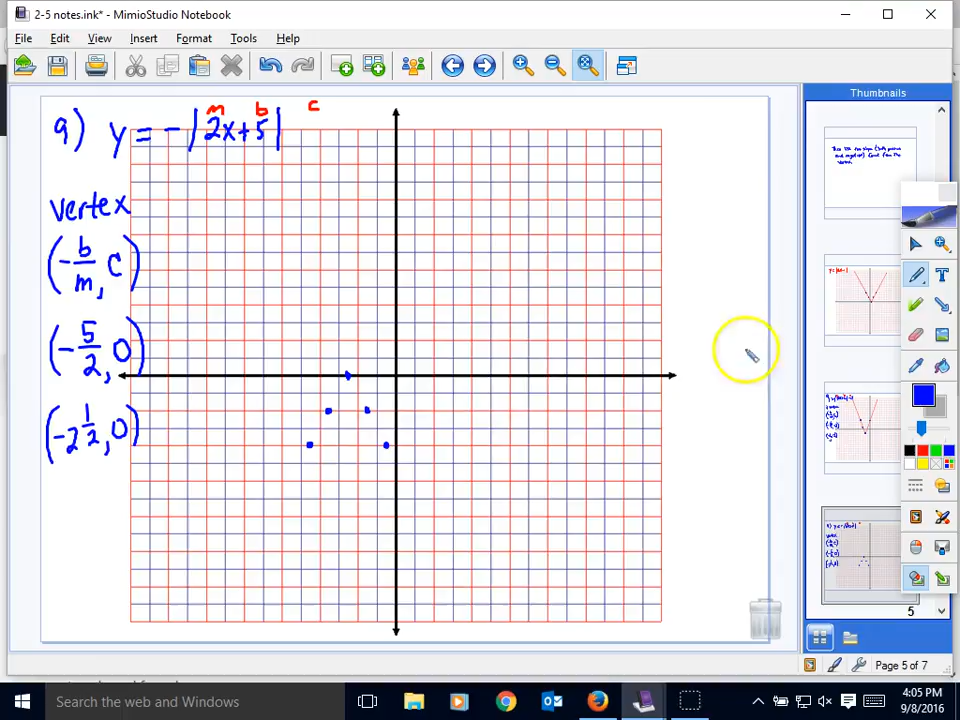 2-5 notes.ink* - MimioStudio Notebook
File Edit View Insert Format Tools Help
Thumbnails
m b c
9) y = -|2x+5|
vertex
(-b/m, c)
(-5/2, 0)
(-2 1/2, 0)
5
Page 5 of 7
Search the web and Windows
4:05 PM
9/8/2016